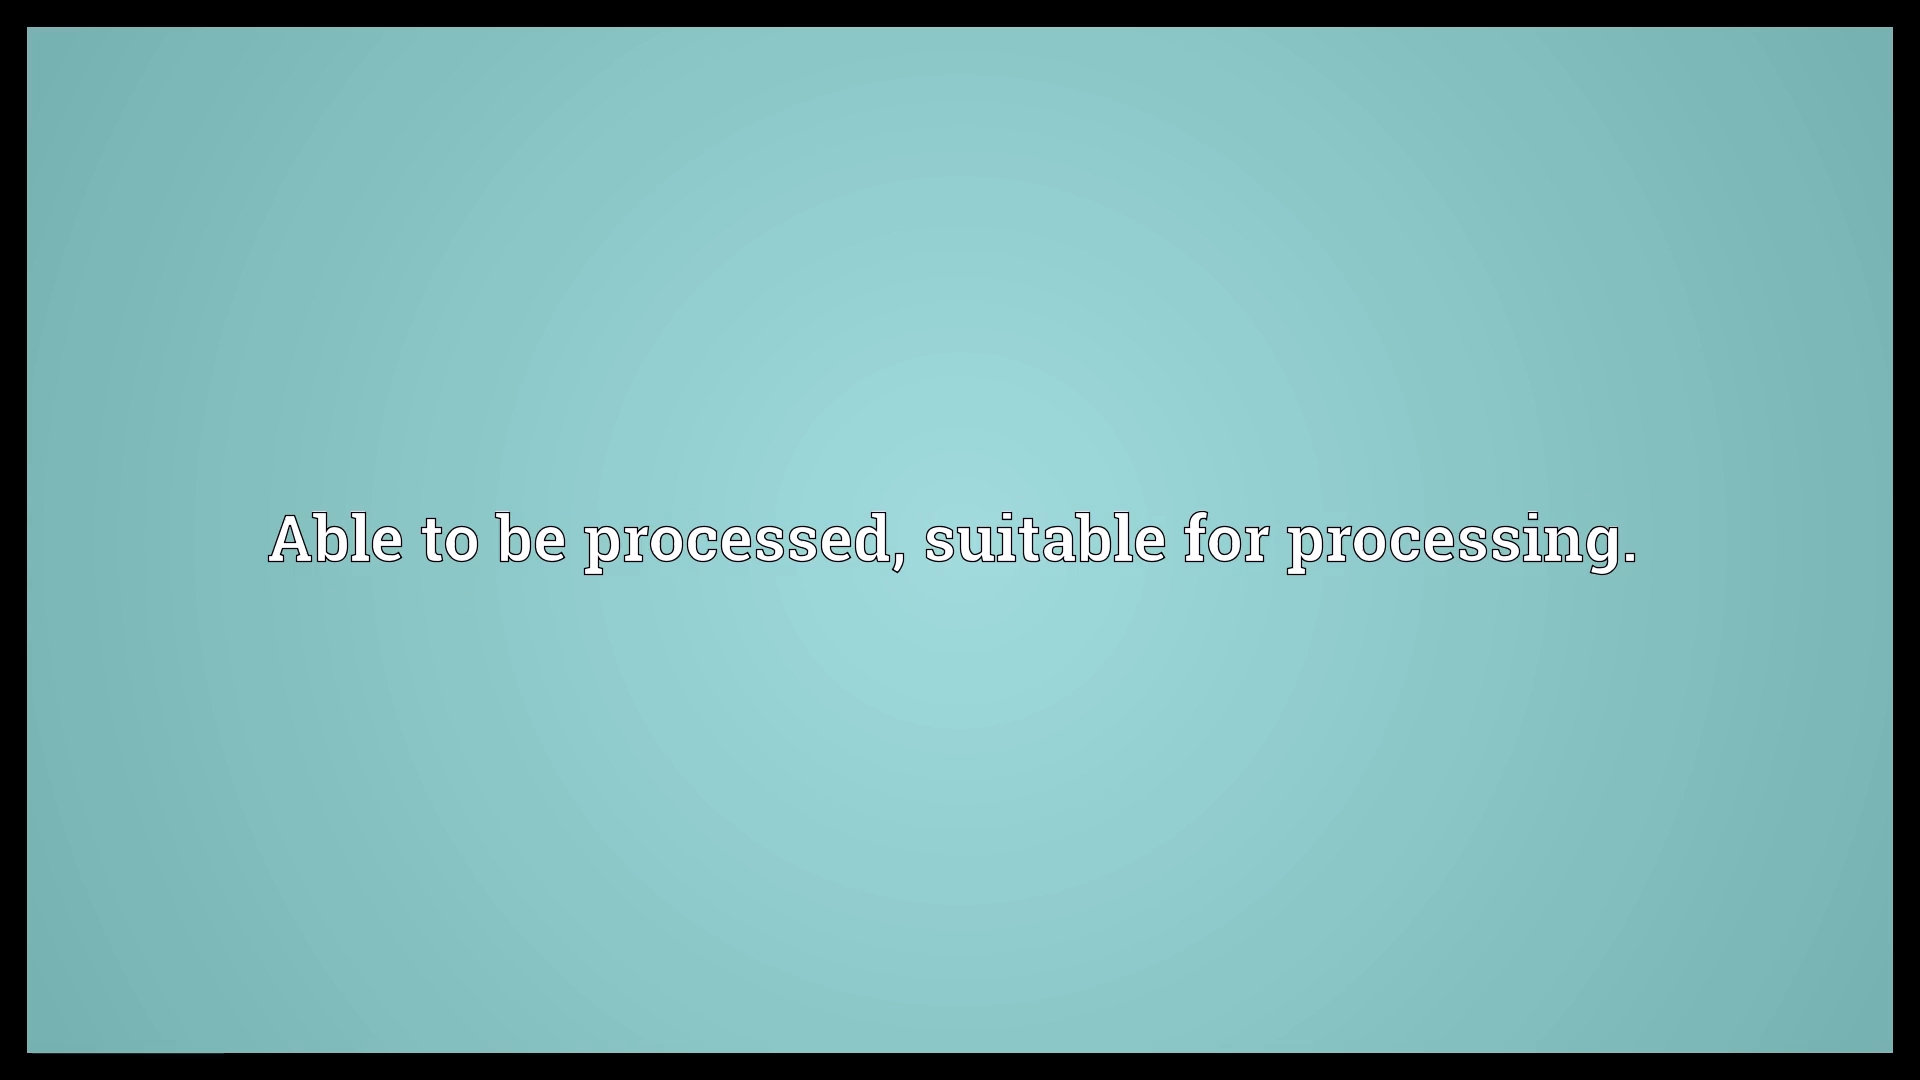 Able to be processed, suitable for processing.